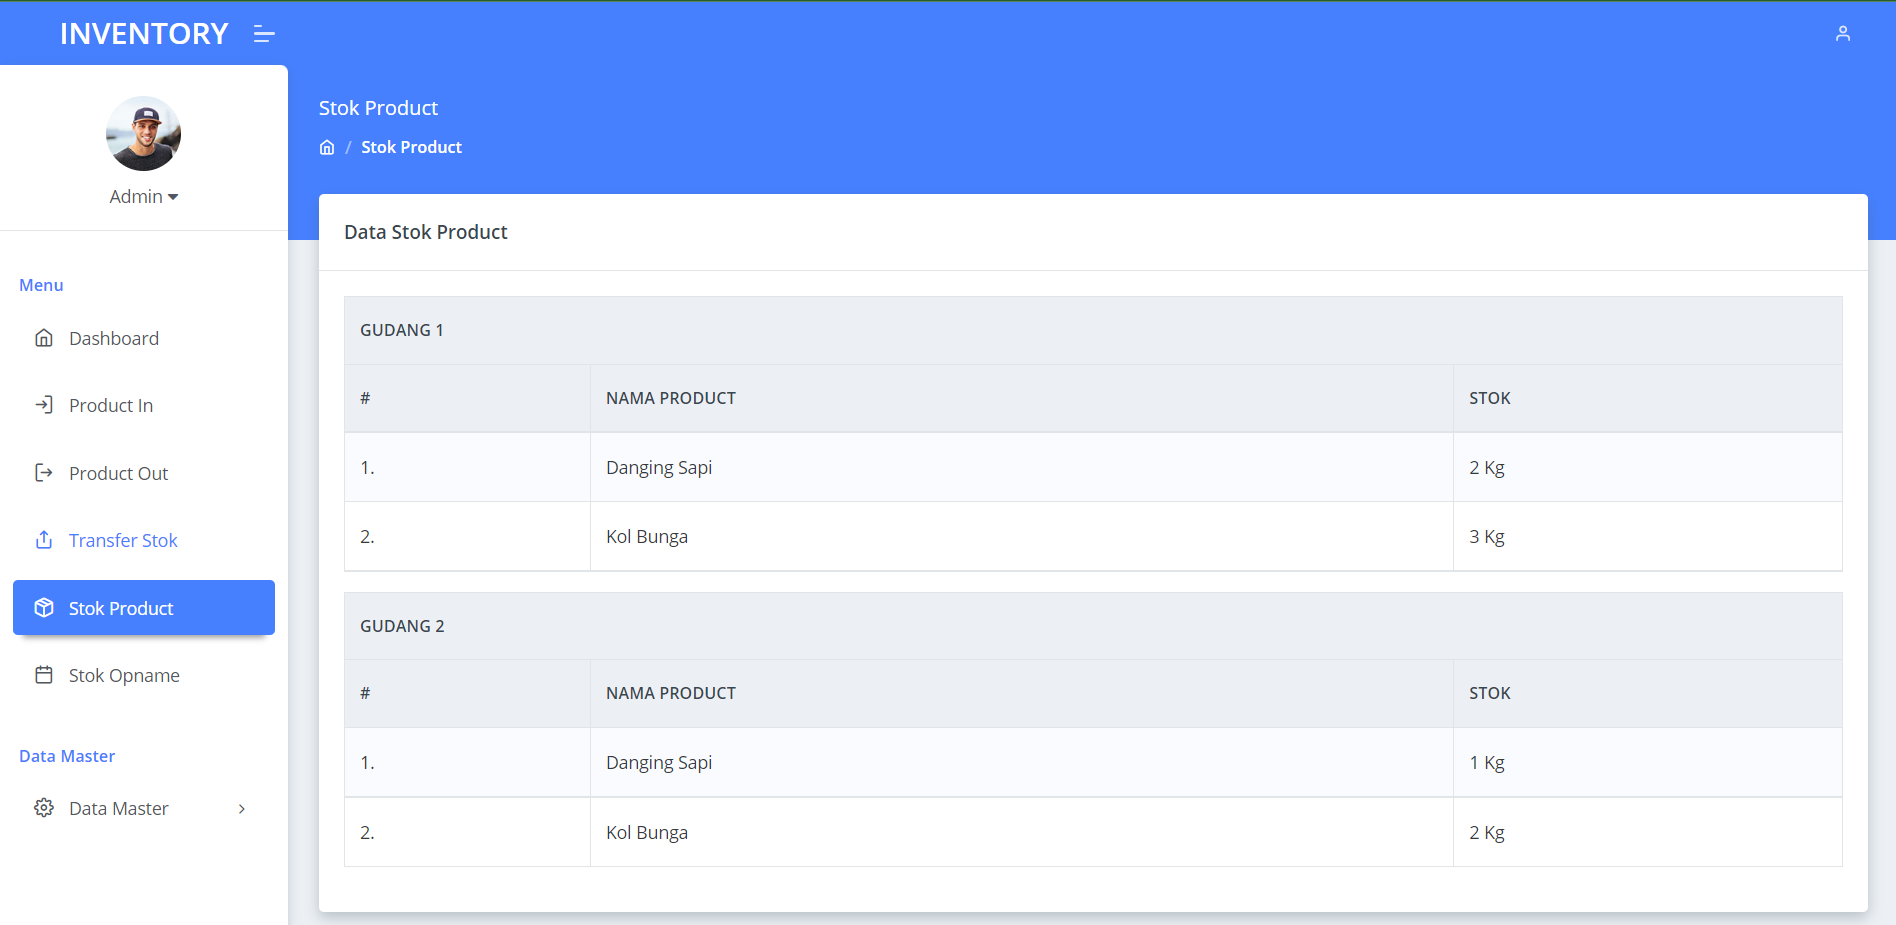 INVENTORY
Admin
Menu
Dashboard
Product In
Product Out
Transfer Stok
Stok Product
Stok Opname
Data Master
Data Master
Stok Product
/ Stok Product
Data Stok Product
GUDANG 1
# NAMA PRODUCT STOK
1. Danging Sapi 2 Kg
2. Kol Bunga 3 Kg
GUDANG 2
# NAMA PRODUCT STOK
1. Danging Sapi 1 Kg
2. Kol Bunga 2 Kg